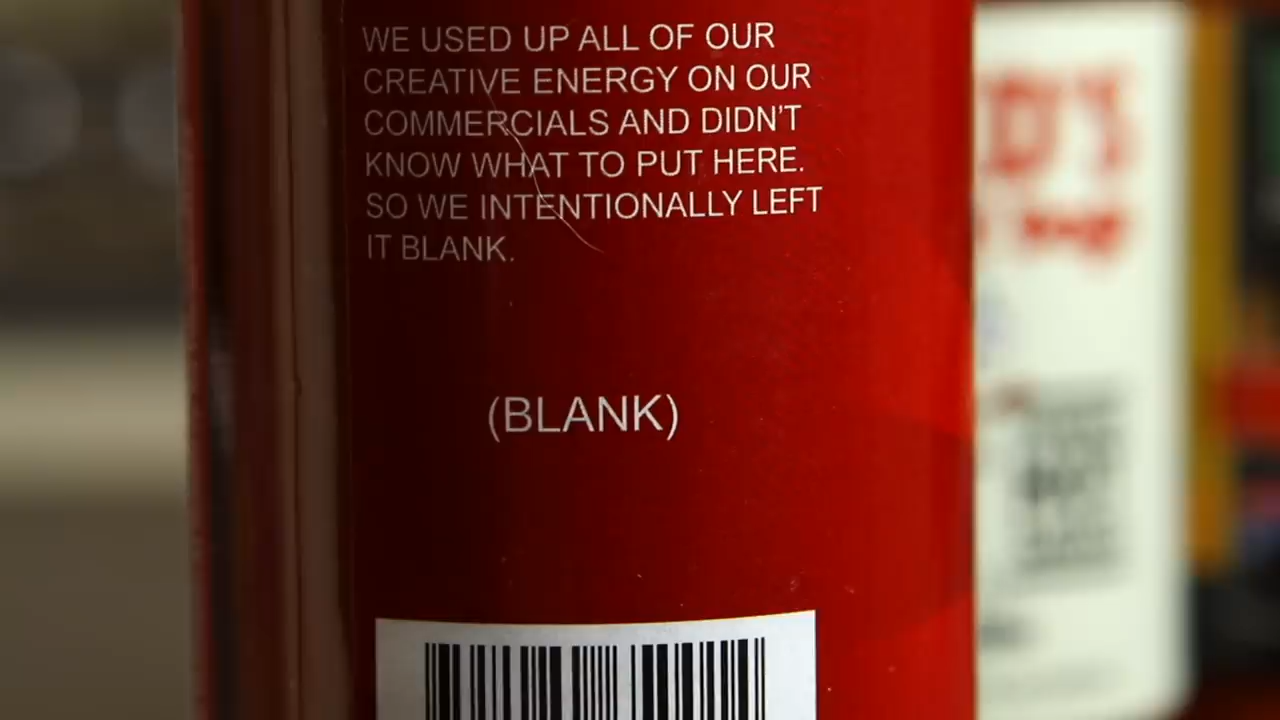 WE USED UP ALL OF OUR
CREATIVE ENERGY ON OUR
COMMERCIALS AND DIDN'T
KNOW WHAT TO PUT HERE.
SO WE INTENTIONALLY LEFT
IT BLANK.
(BLANK)